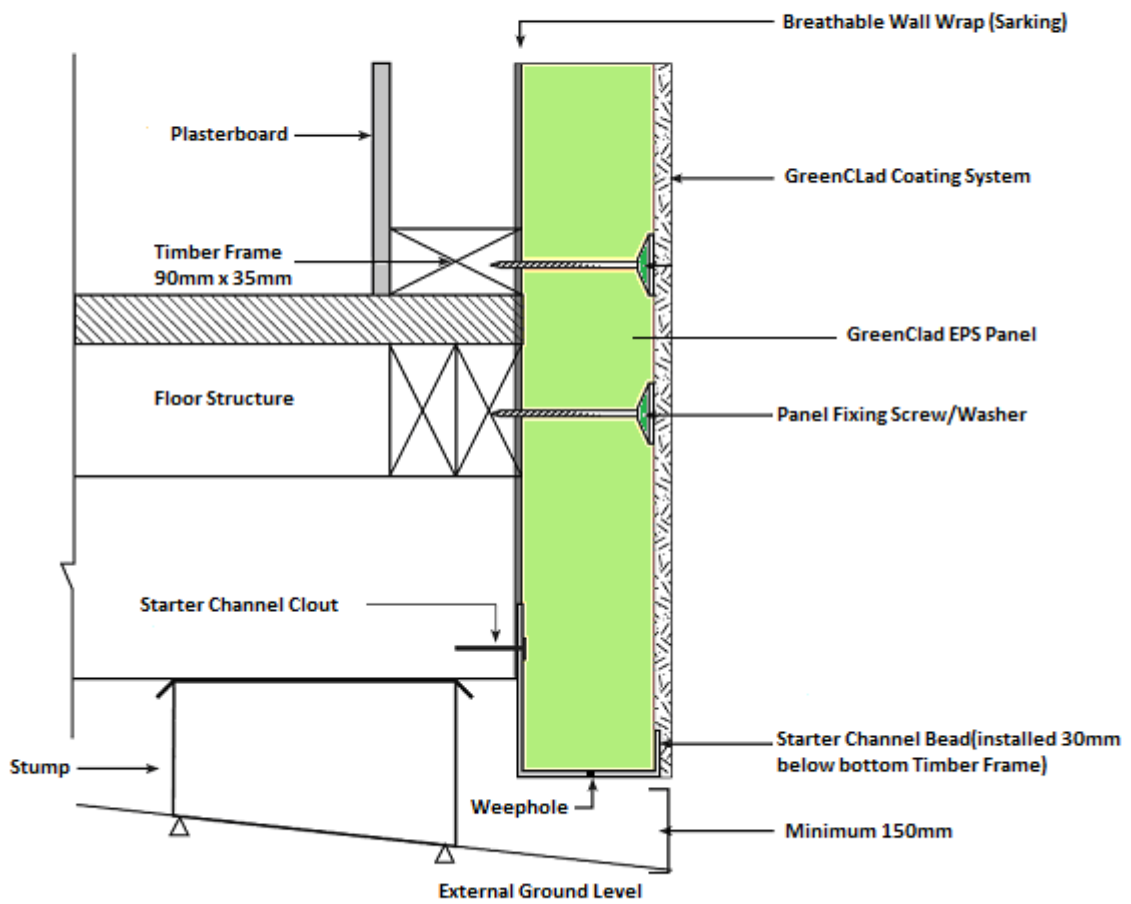 Breathable Wall Wrap (Sarking)
Plasterboard
GreenCLad Coating System
Timber Frame
90mm x 35mm
GreenClad EPS Panel
Floor Structure
Panel Fixing Screw/Washer
Starter Channel Clout
Starter Channel Bead(installed 30mm
below bottom Timber Frame)
Stump
Weephole
Minimum 150mm
External Ground Level